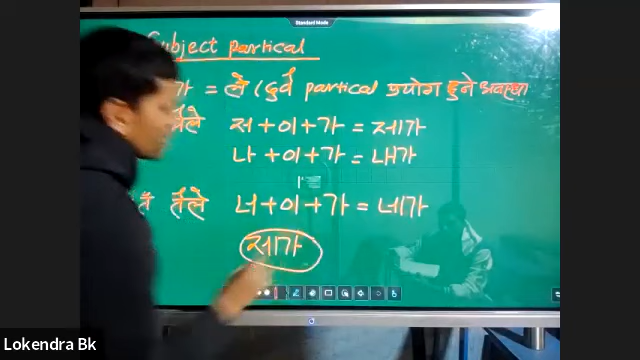 Standard Mode
Subject partical
가 = ले (दुवै partical प्रयोग हुने अवस्था
मैले 저 + 이 + 가 = 제가
나 + 이 + 가 = 내가
तँ तैंले 너 + 이 + 가 = 네가
제가
Lokendra Bk